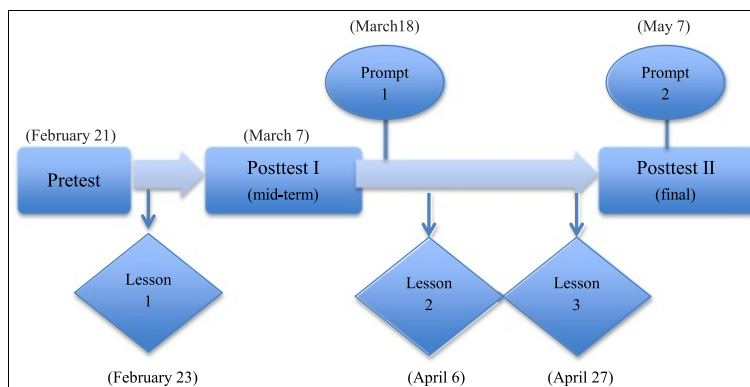 (March18)
(May 7)
Prompt
1
Prompt
2
(February 21)
(March 7)
Pretest
Posttest I
(mid-term)
Posttest II
(final)
Lesson
1
Lesson
2
Lesson
3
(February 23)
(April 6)
(April 27)